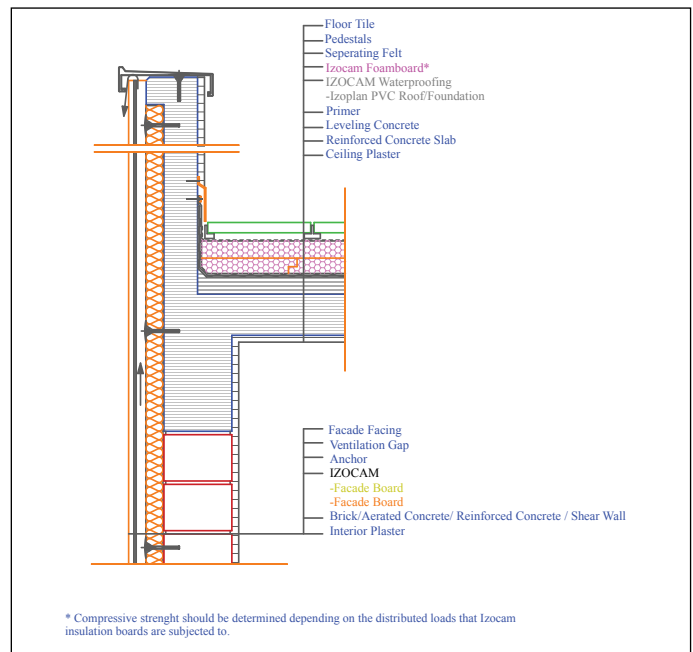 Floor Tile
Pedestals
Seperating Felt
Izocam Foamboard*
IZOCAM Waterproofing
-Izoplan PVC Roof/Foundation
Primer
Leveling Concrete
Reinforced Concrete Slab
Ceiling Plaster
Facade Facing
Ventilation Gap
Anchor
IZOCAM
-Facade Board
-Facade Board
Brick/Aerated Concrete/ Reinforced Concrete / Shear Wall
Interior Plaster
* Compressive strenght should be determined depending on the distributed loads that Izocam
insulation boards are subjected to.